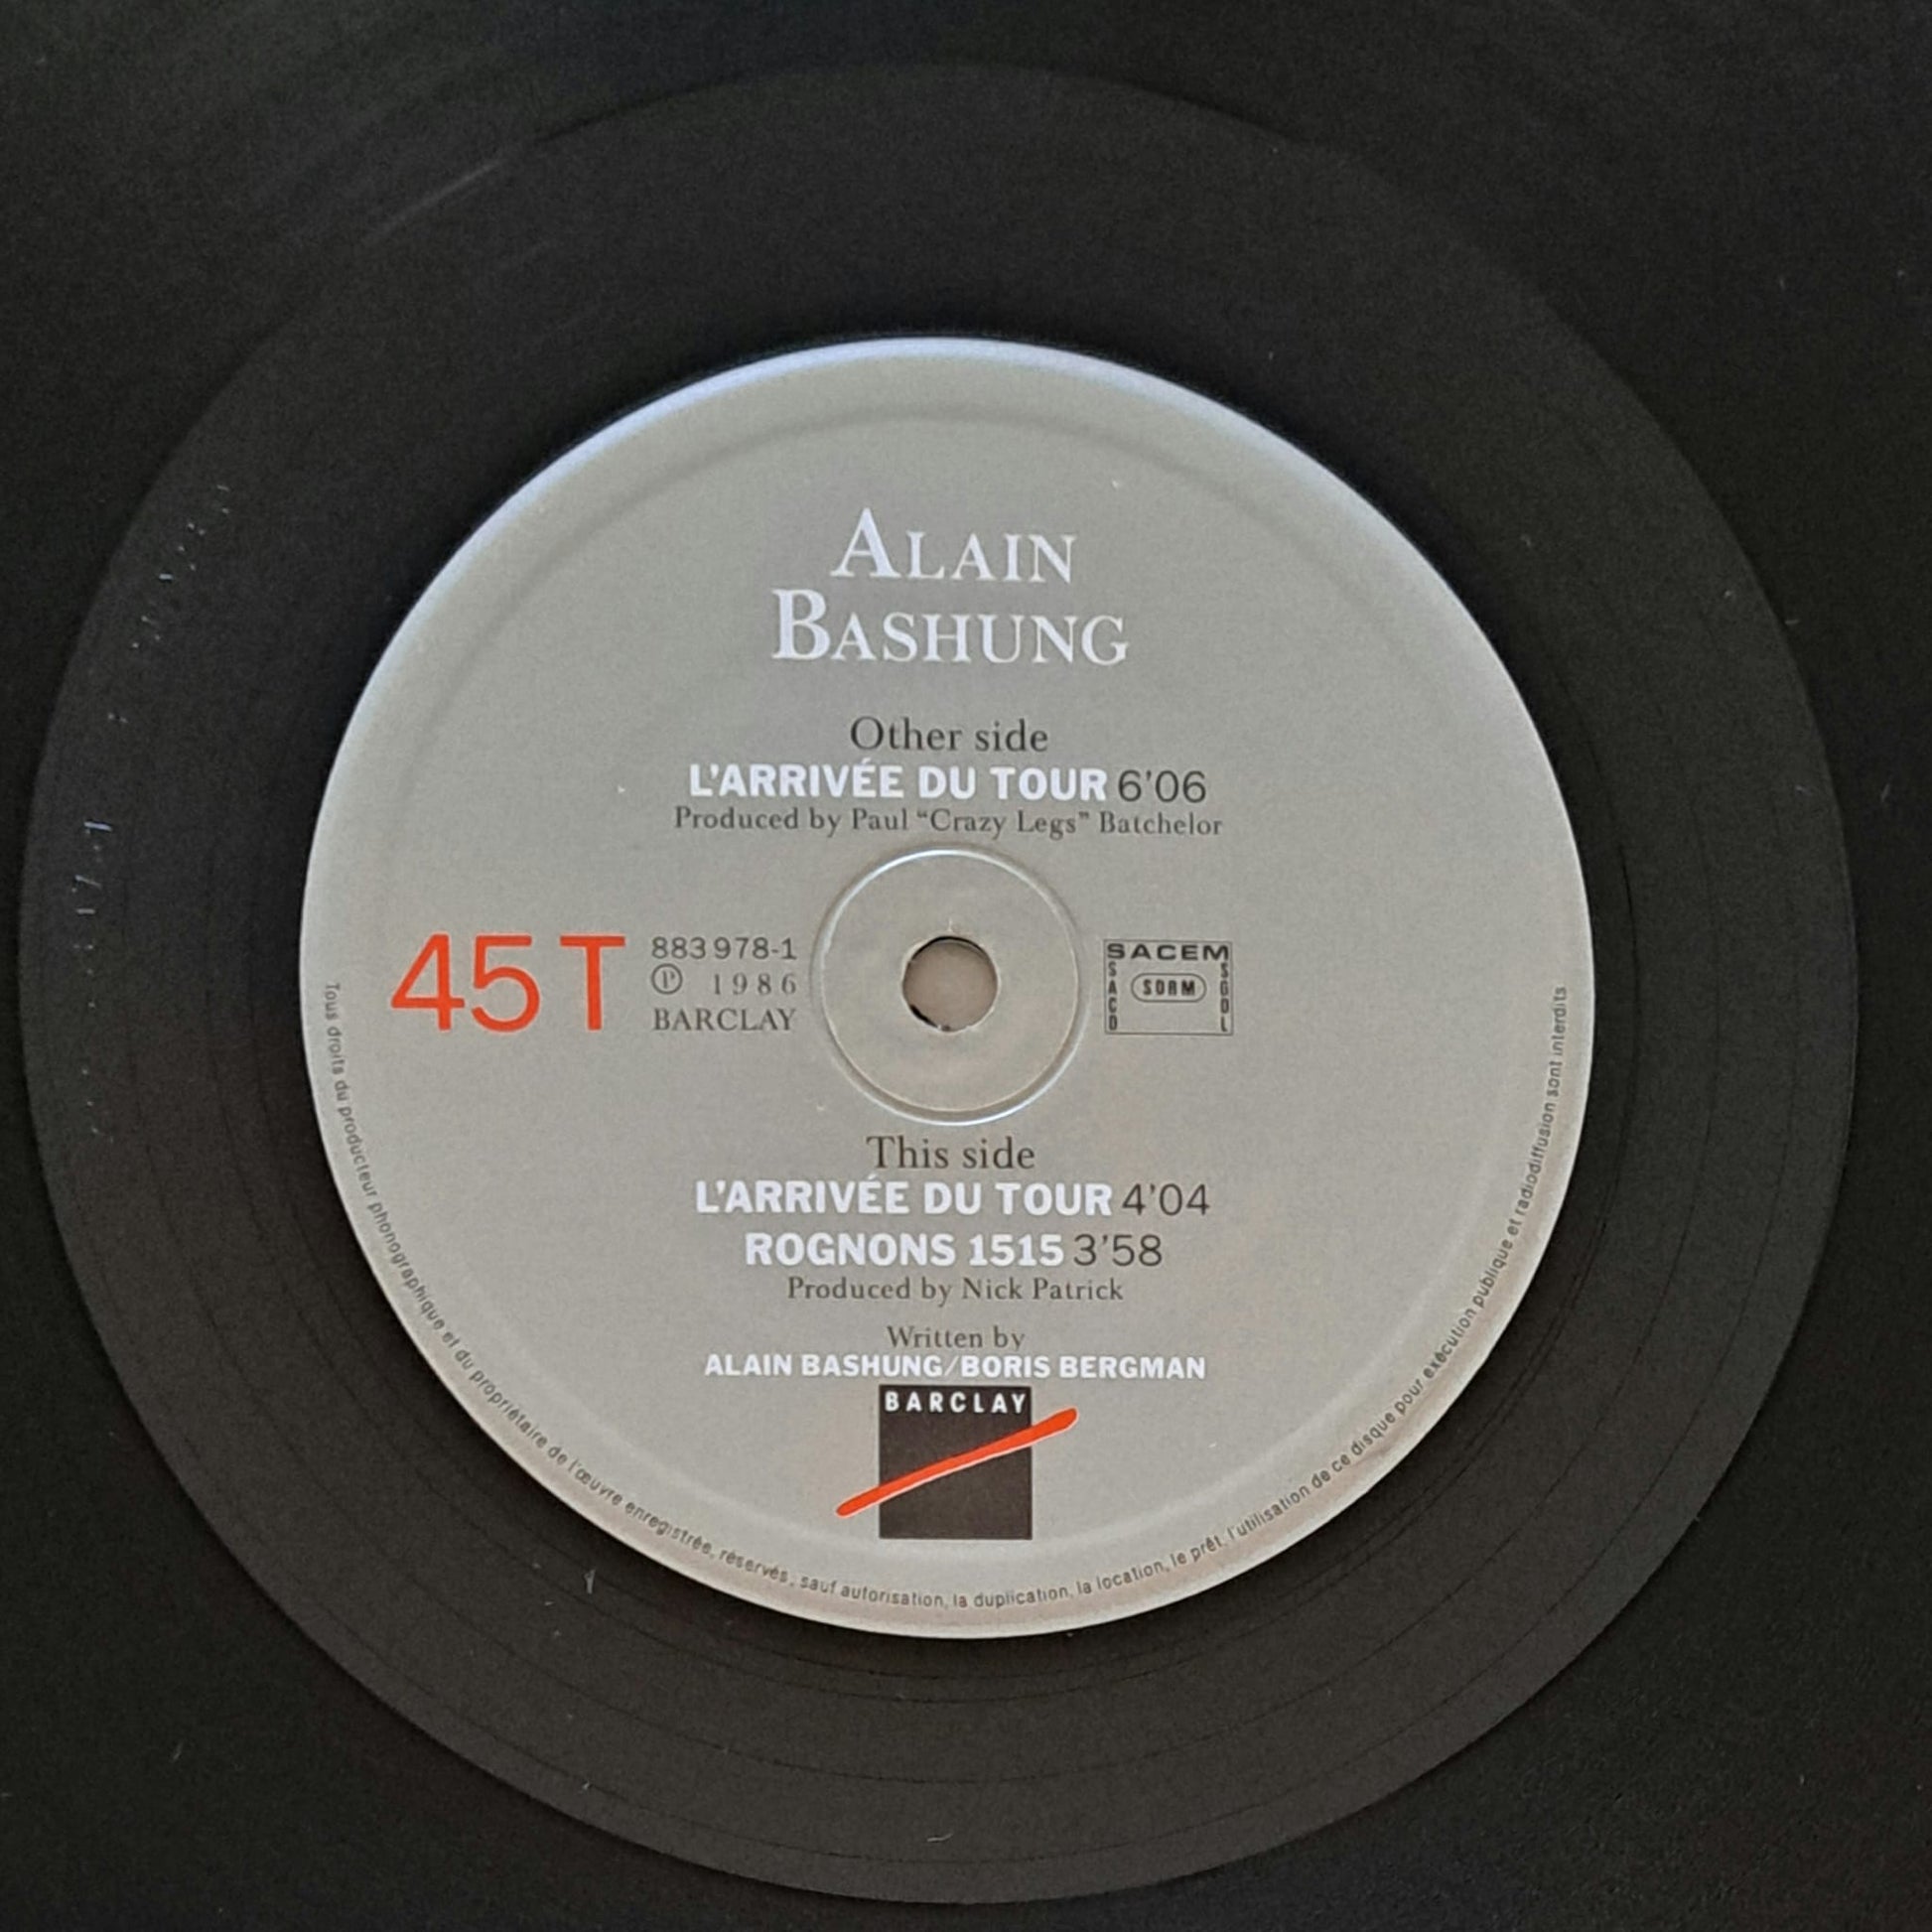 ALAIN
BASHUNG
Other side
L'ARRIVÉE DU TOUR 6'06
Produced by Paul “Crazy Legs” Batchelor
45 T
883 978-1
Ⓟ 1986
BARCLAY
SACEM
SACD
SDRM
SGDL
This side
L'ARRIVÉE DU TOUR 4'04
ROGNONS 1515 3'58
Produced by Nick Patrick
Written by
ALAIN BASHUNG/BORIS BERGMAN
BARCLAY
Tous droits du producteur phonographique et du propriétaire de l'œuvre enregistrée, réservés, sauf autorisation, la duplication, la location, le prêt, l'utilisation de ce disque pour exécution publique et radiodiffusion sont interdits